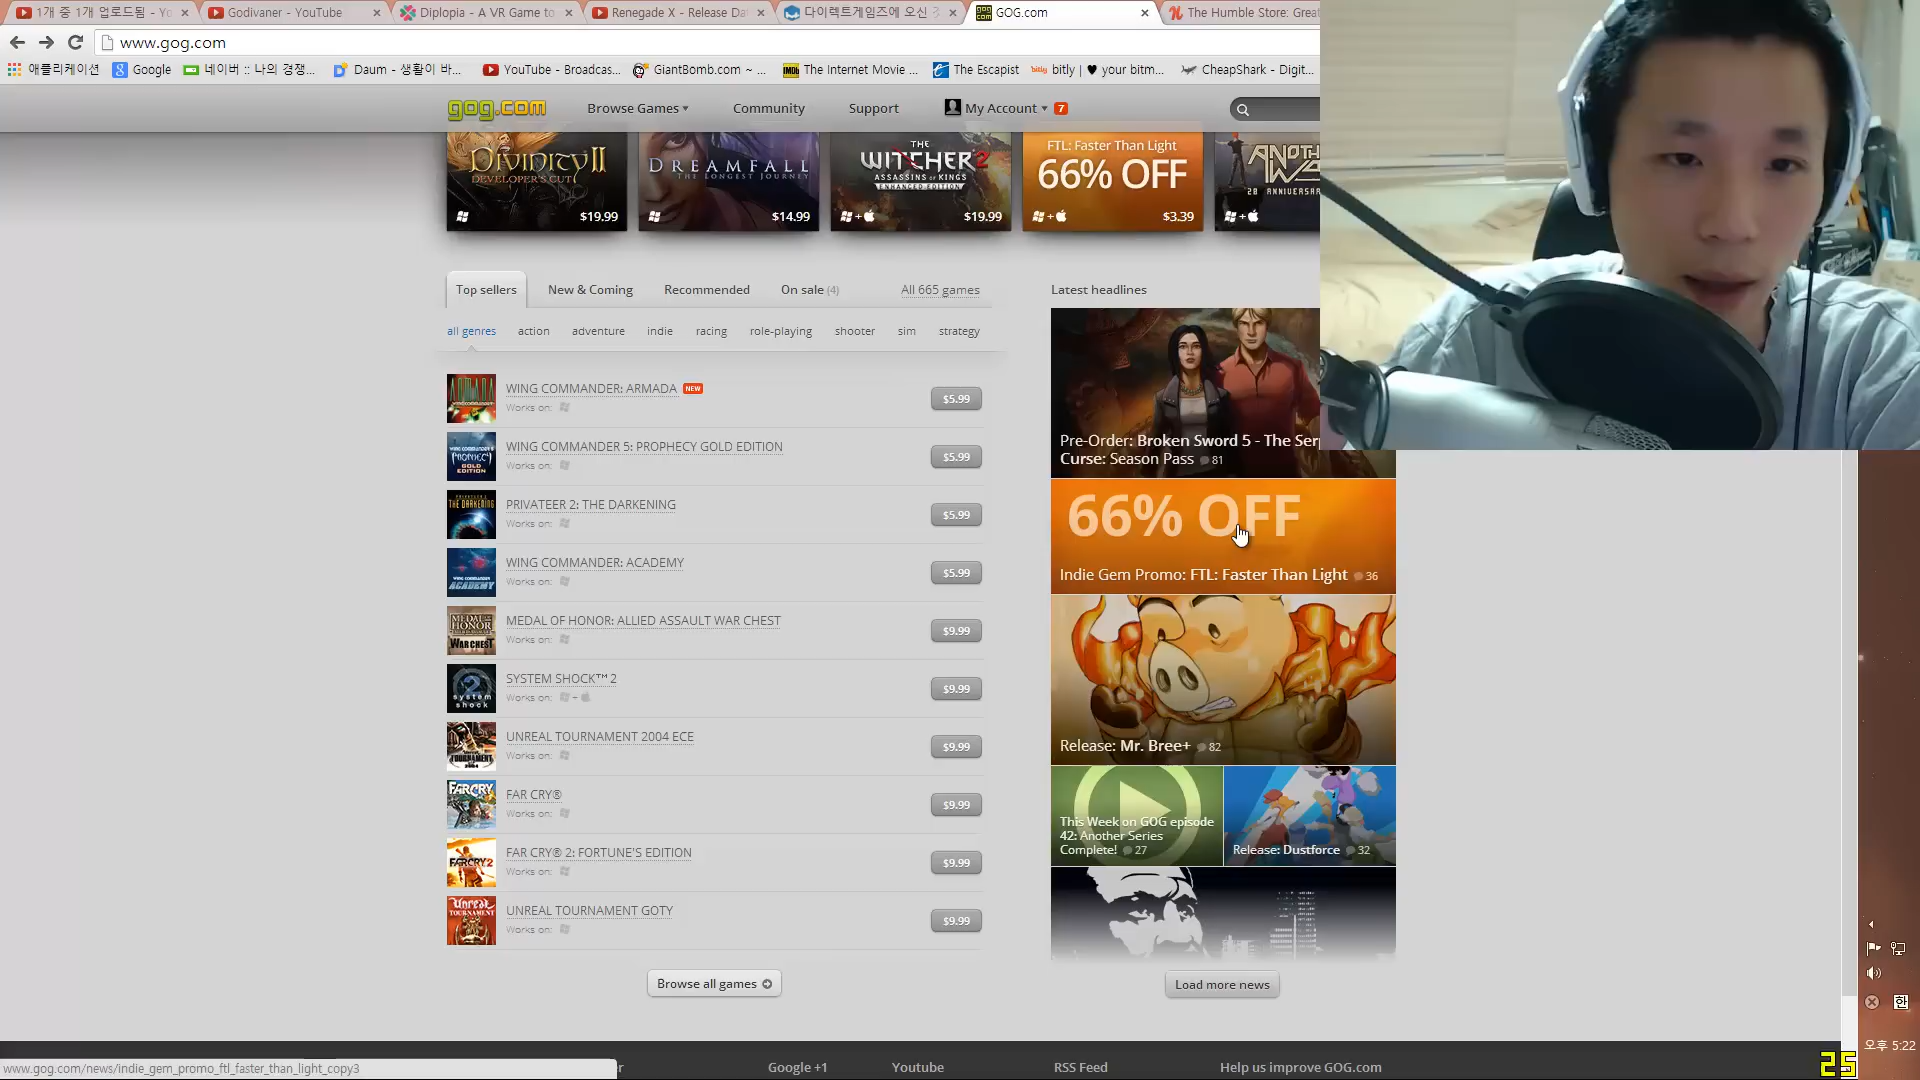 1개 중 1개 업로드됨 - Yo
Godivaner - YouTube
Diplopia - A VR Game to
Renegade X - Release Da
다이렉트게임즈에 오신 것
GOG.com
The Humble Store: Great
www.gog.com
애플리케이션
Google
네이버 :: 나의 경쟁...
Daum - 생활이 바...
YouTube - Broadcas...
GiantBomb.com ~ ...
The Internet Movie ...
The Escapist
bitly | ♥ your bitm...
CheapShark - Digit...
gog.com
Browse Games
Community
Support
My Account
7
DIVINITY II
DEVELOPER'S CUT
$19.99
DREAMFALL
THE LONGEST JOURNEY
$14.99
THE
WITCHER 2
ASSASSINS OF KINGS
ENHANCED EDITION
$19.99
FTL: Faster Than Light
66% OFF
$3.39
20 ANNIVERSAR
Top sellers
New & Coming
Recommended
On sale (4)
All 665 games
all genres
action
adventure
indie
racing
role-playing
shooter
sim
strategy
WING COMMANDER: ARMADA NEW
Works on:
$5.99
WING COMMANDER 5: PROPHECY GOLD EDITION
Works on:
$5.99
PRIVATEER 2: THE DARKENING
Works on:
$5.99
WING COMMANDER: ACADEMY
Works on:
$5.99
MEDAL OF HONOR: ALLIED ASSAULT WAR CHEST
Works on:
$9.99
SYSTEM SHOCK™ 2
Works on:
$9.99
UNREAL TOURNAMENT 2004 ECE
Works on:
$9.99
FAR CRY®
Works on:
$9.99
FAR CRY® 2: FORTUNE'S EDITION
Works on:
$9.99
UNREAL TOURNAMENT GOTY
Works on:
$9.99
Browse all games
Latest headlines
Pre-Order: Broken Sword 5 - The Serp
Curse: Season Pass 81
66% OFF
Indie Gem Promo: FTL: Faster Than Light 36
Release: Mr. Bree+ 82
This Week on GOG episode
42: Another Series
Complete! 27
Release: Dustforce 32
Load more news
www.gog.com/news/indie_gem_promo_ftl_faster_than_light_copy3
r
Google +1
Youtube
RSS Feed
Help us improve GOG.com
한
오후 5:22
25